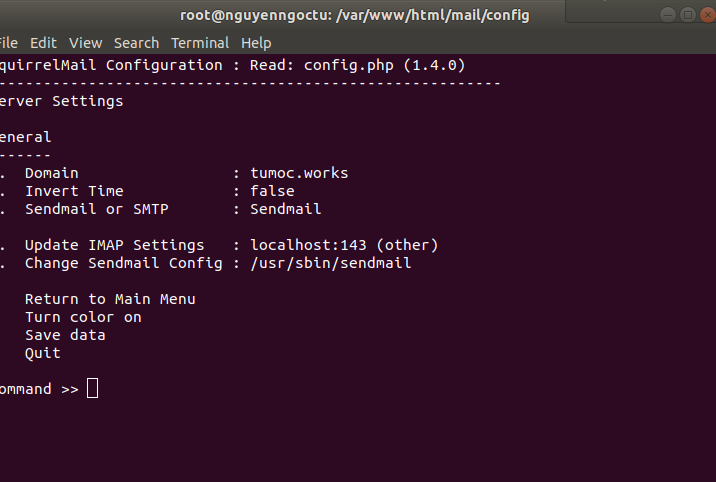 root@nguyenngoctu: /var/www/html/mail/config
File Edit View Search Terminal Help
quirrelMail Configuration : Read: config.php (1.4.0)
---------------------------------------------------------
erver Settings
eneral
------
. Domain : tumoc.works
. Invert Time : false
. Sendmail or SMTP : Sendmail
. Update IMAP Settings : localhost:143 (other)
. Change Sendmail Config : /usr/sbin/sendmail
Return to Main Menu
Turn color on
Save data
Quit
ommand >>